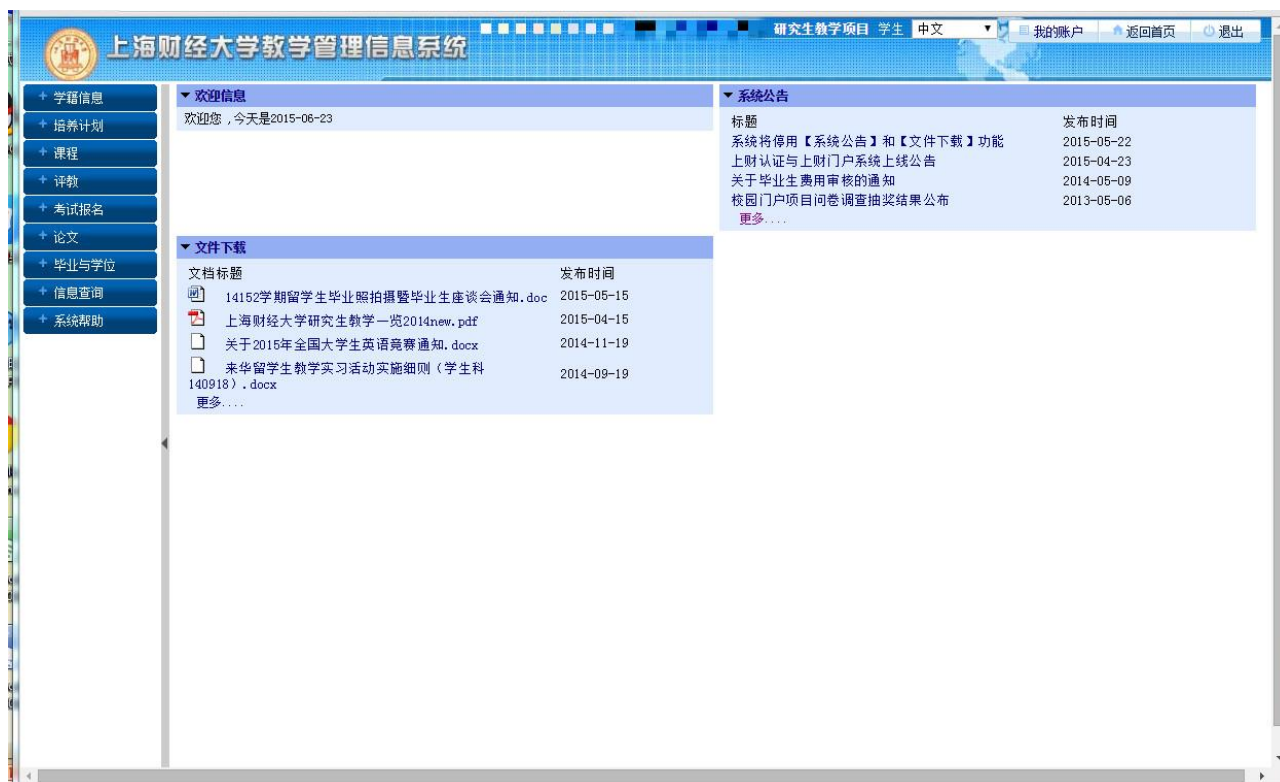 上海财经大学教学管理信息系统
研究生教学项目 学生 中文 我的账户 返回首页 退出
学籍信息
培养计划
课程
评教
考试报名
论文
毕业与学位
信息查询
系统帮助
欢迎信息
欢迎您，今天是2015-06-23
系统公告
标题 发布时间
系统将停用【系统公告】和【文件下载】功能 2015-05-22
上财认证与上财门户系统上线公告 2015-04-23
关于毕业生费用审核的通知 2014-05-09
校园门户项目问卷调查抽奖结果公布 2013-05-06
更多....
文件下载
文档标题 发布时间
14152学期留学生毕业照拍摄暨毕业生座谈会通知.doc 2015-05-15
上海财经大学研究生教学一览2014new.pdf 2015-04-15
关于2015年全国大学生英语竞赛通知.docx 2014-11-19
来华留学生教学实习活动实施细则（学生科
140918）.docx 2014-09-19
更多....